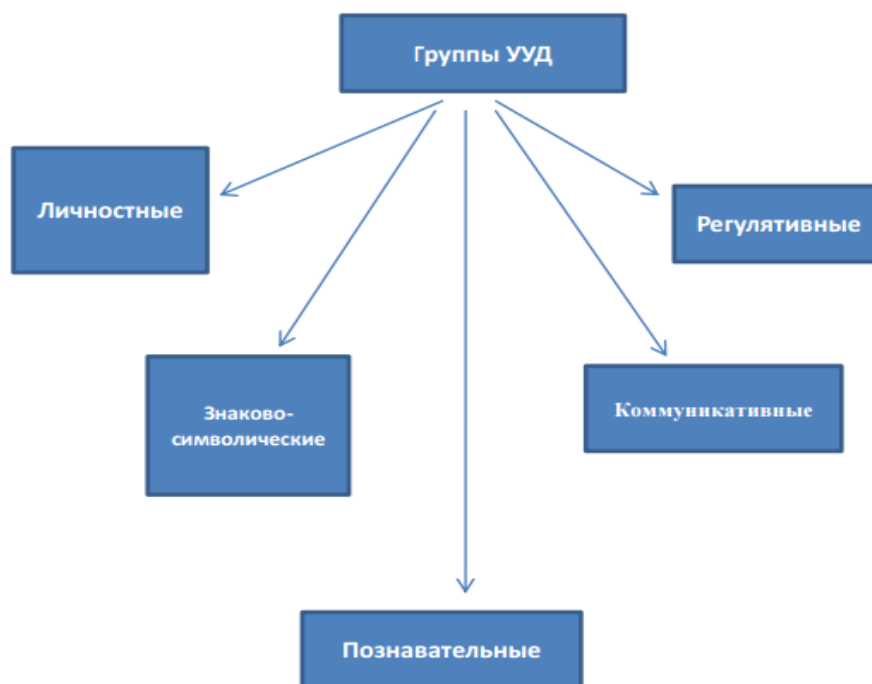 Группы УУД
Личностные
Регулятивные
Знаково-
символические
Коммуникативные
Познавательные